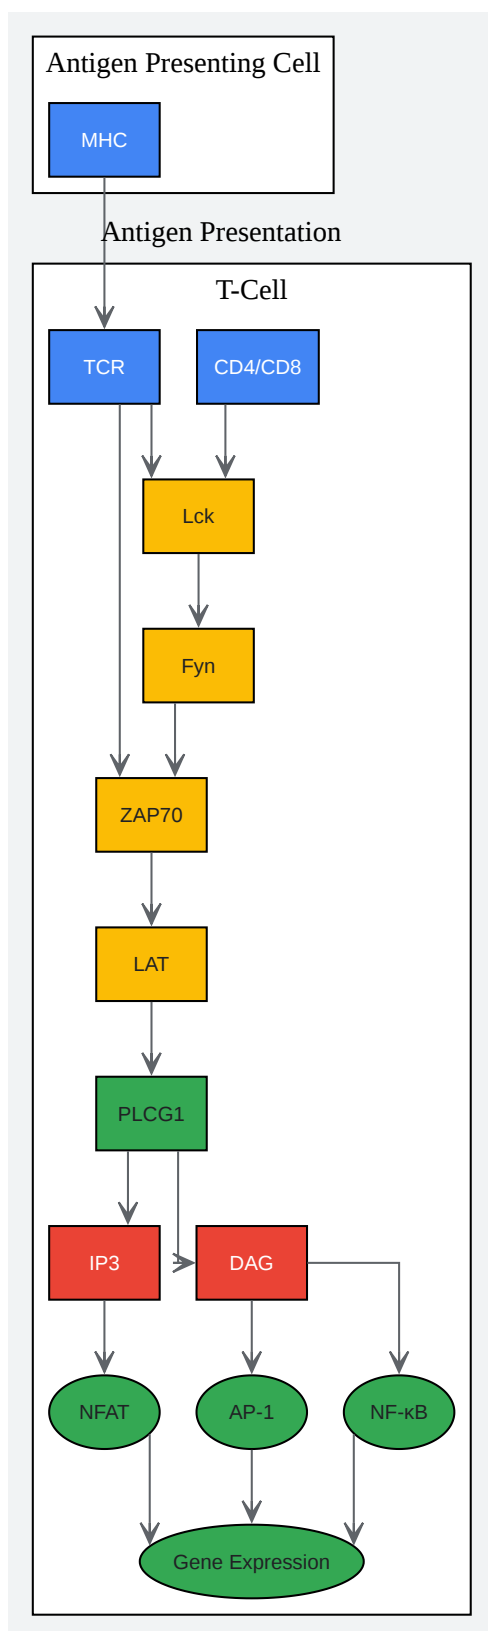 Antigen Presenting Cell
MHC
Antigen Presentation
T-Cell
TCR
CD4/CD8
Lck
Fyn
ZAP70
LAT
PLCG1
IP3
DAG
NFAT
AP-1
NF-κB
Gene Expression